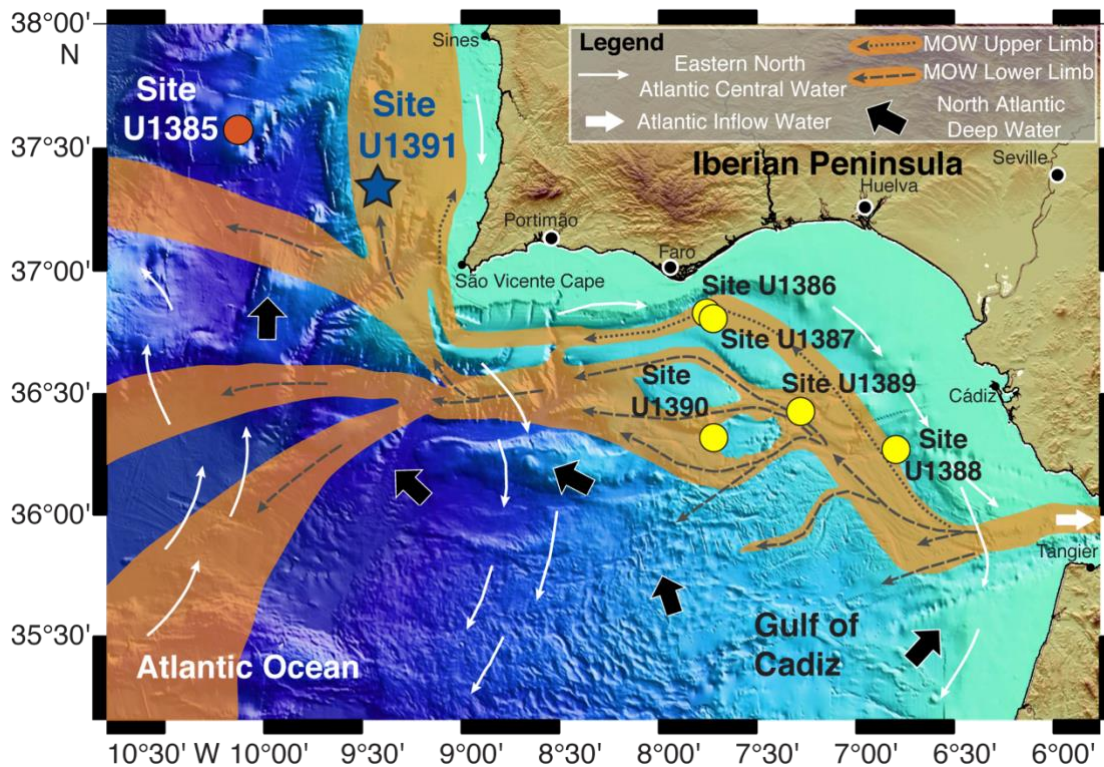 38°00'
N
37°30'
37°00'
36°30'
36°00'
35°30'
Sines
Legend
Eastern North
Atlantic Central Water
Atlantic Inflow Water
MOW Upper Limb
MOW Lower Limb
North Atlantic
Deep Water
Site
U1385
Site
U1391
Iberian Peninsula
Seville
Huelva
Portimão
Faro
São Vicente Cape
Site U1386
Site U1387
Site U1389
Site
U1390
Cádiz
Site
U1388
Tangier
Gulf of
Cadiz
Atlantic Ocean
10°30' W 10°00' 9°30' 9°00' 8°30' 8°00' 7°30' 7°00' 6°30' 6°00'